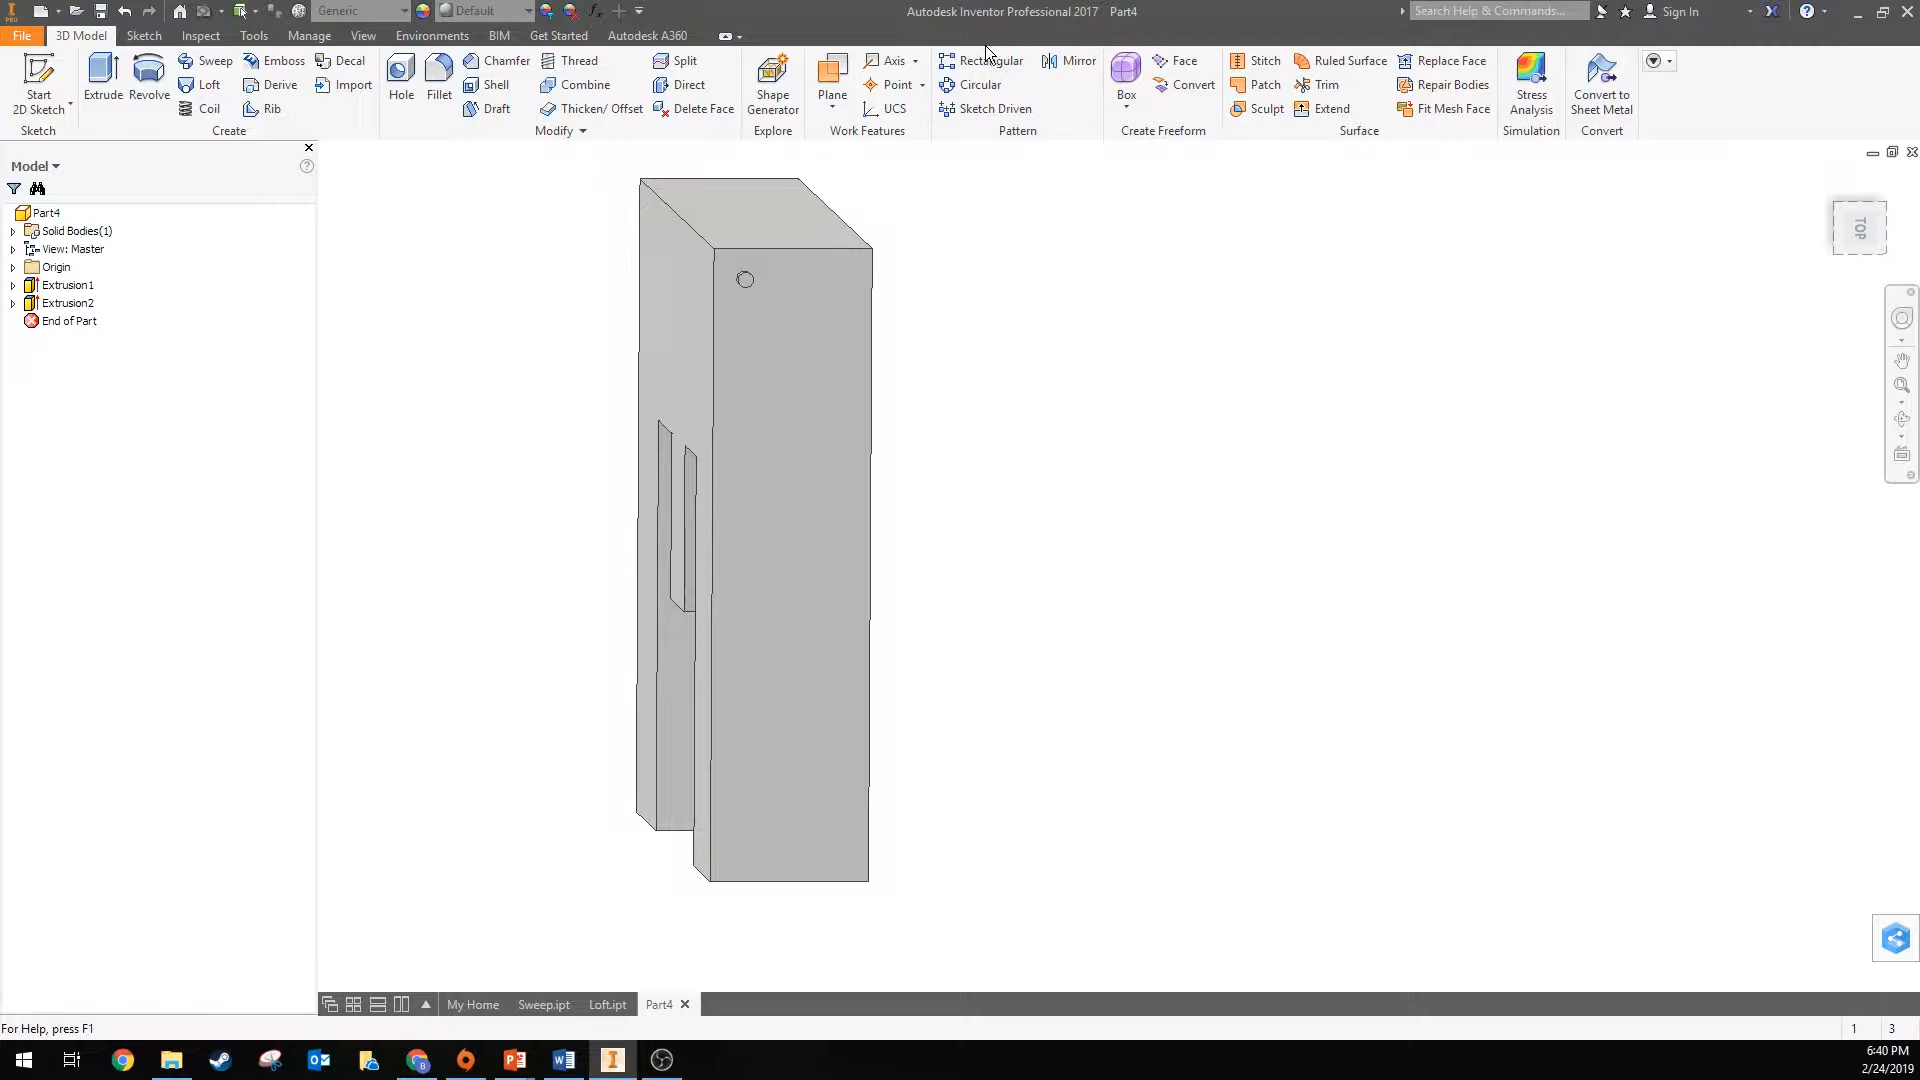 PRO Generic Default fx Autodesk Inventor Professional 2017 Part4 Search Help & Commands... Sign In
File 3D Model Sketch Inspect Tools Manage View Environments BIM Get Started Autodesk A360
Start
2D Sketch
Sketch
Extrude
Revolve
Sweep Emboss Decal
Loft Derive Import
Coil Rib
Create
Hole
Fillet
Chamfer Thread Split
Shell Combine Direct
Draft Thicken/ Offset Delete Face
Modify
Shape
Generator
Explore
Plane
Axis
Point
UCS
Work Features
Rectangular Mirror
Circular
Sketch Driven
Pattern
Box
Face
Convert
Create Freeform
Stitch Ruled Surface Replace Face
Patch Trim Repair Bodies
Sculpt Extend Fit Mesh Face
Surface
Stress
Analysis
Simulation
Convert to
Sheet Metal
Convert
Model
Part4
Solid Bodies(1)
View: Master
Origin
Extrusion1
Extrusion2
End of Part
TOP
My Home Sweep.ipt Loft.ipt Part4
For Help, press F1
1 3
6:40 PM
2/24/2019